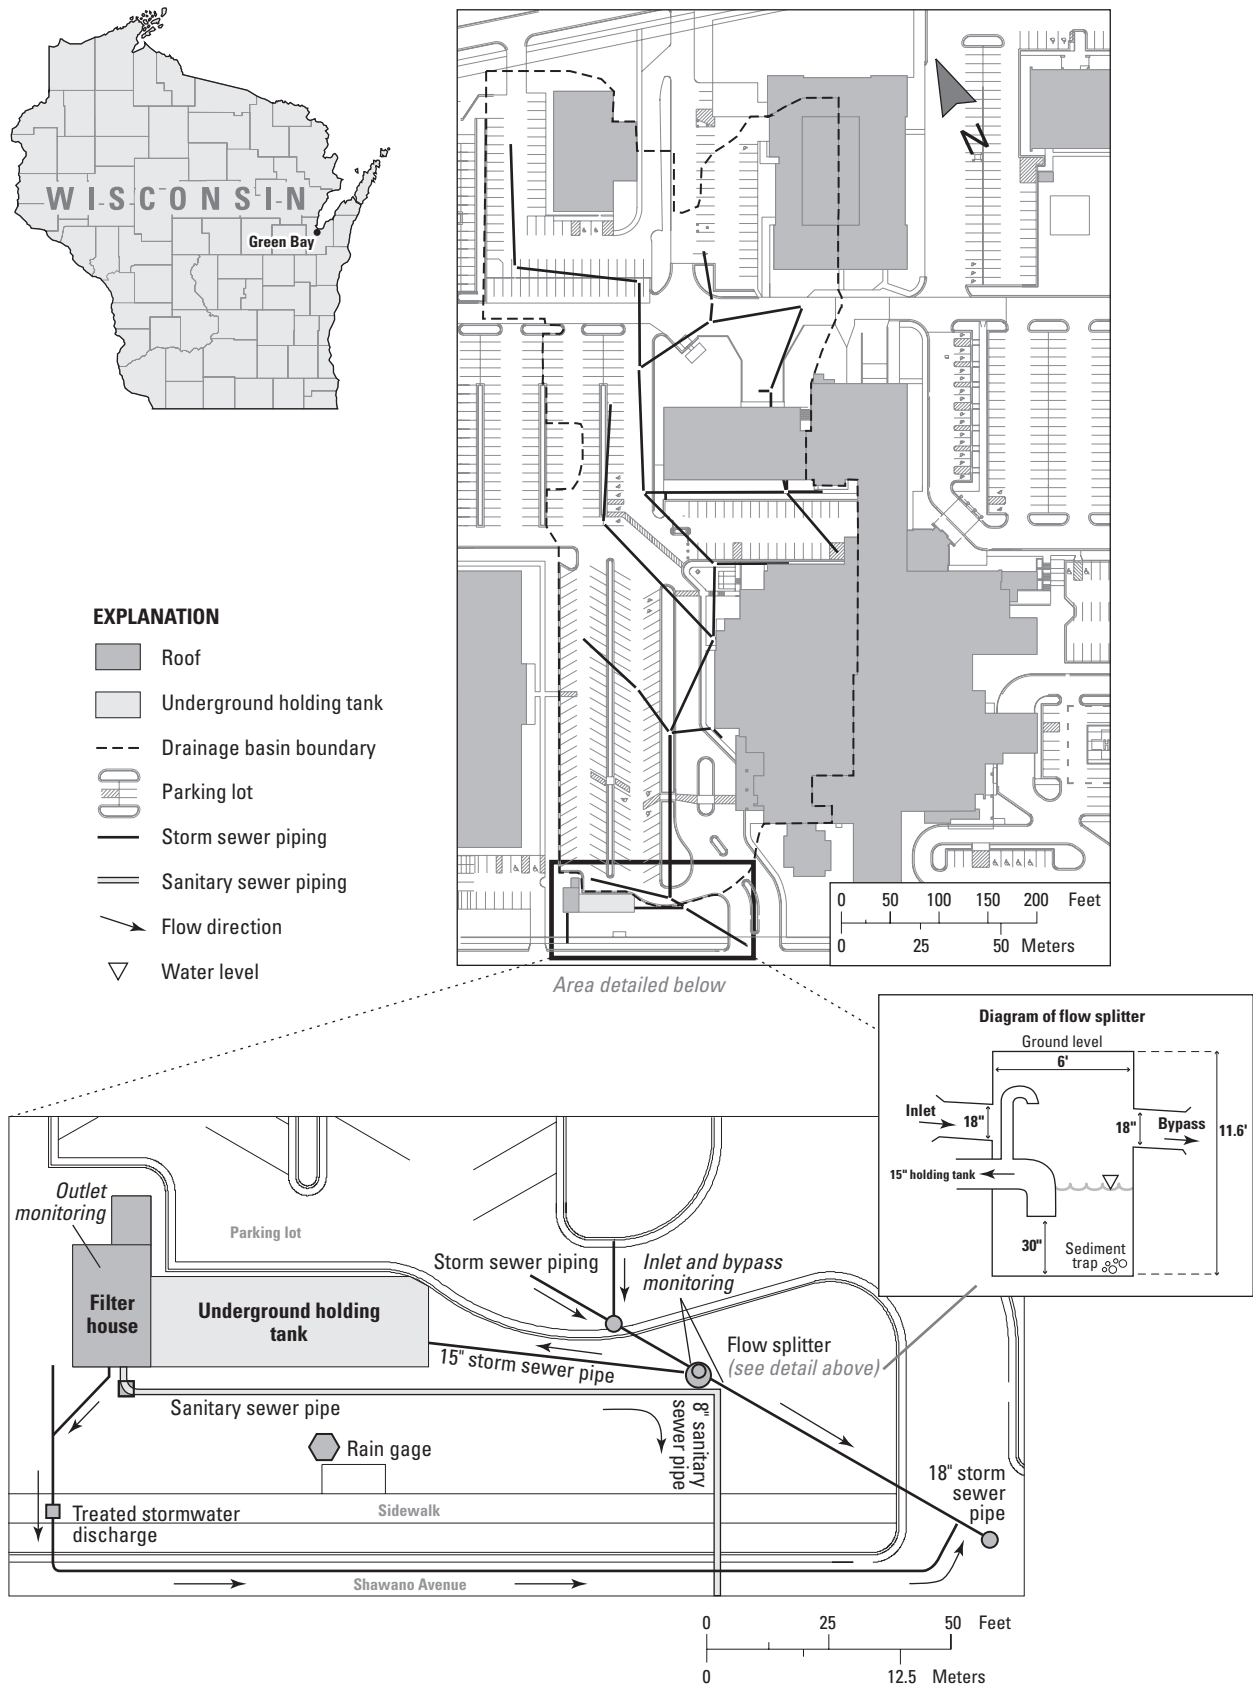 WISCONSIN
Green Bay
N
EXPLANATION
Roof
Underground holding tank
Drainage basin boundary
Parking lot
Storm sewer piping
Sanitary sewer piping
Flow direction
Water level
0 50 100 150 200 Feet
0 25 50 Meters
Area detailed below
Diagram of flow splitter
Ground level
6'
Inlet
18"
18"
Bypass
11.6'
15" holding tank
30"
Sediment
trap
Outlet
monitoring
Parking lot
Storm sewer piping
Inlet and bypass
monitoring
Filter
house
Underground holding
tank
15" storm sewer pipe
Flow splitter
(see detail above)
Sanitary sewer pipe
8" sanitary
sewer pipe
Rain gage
18" storm
sewer
pipe
Treated stormwater
discharge
Sidewalk
Shawano Avenue
0 25 50 Feet
0 12.5 Meters